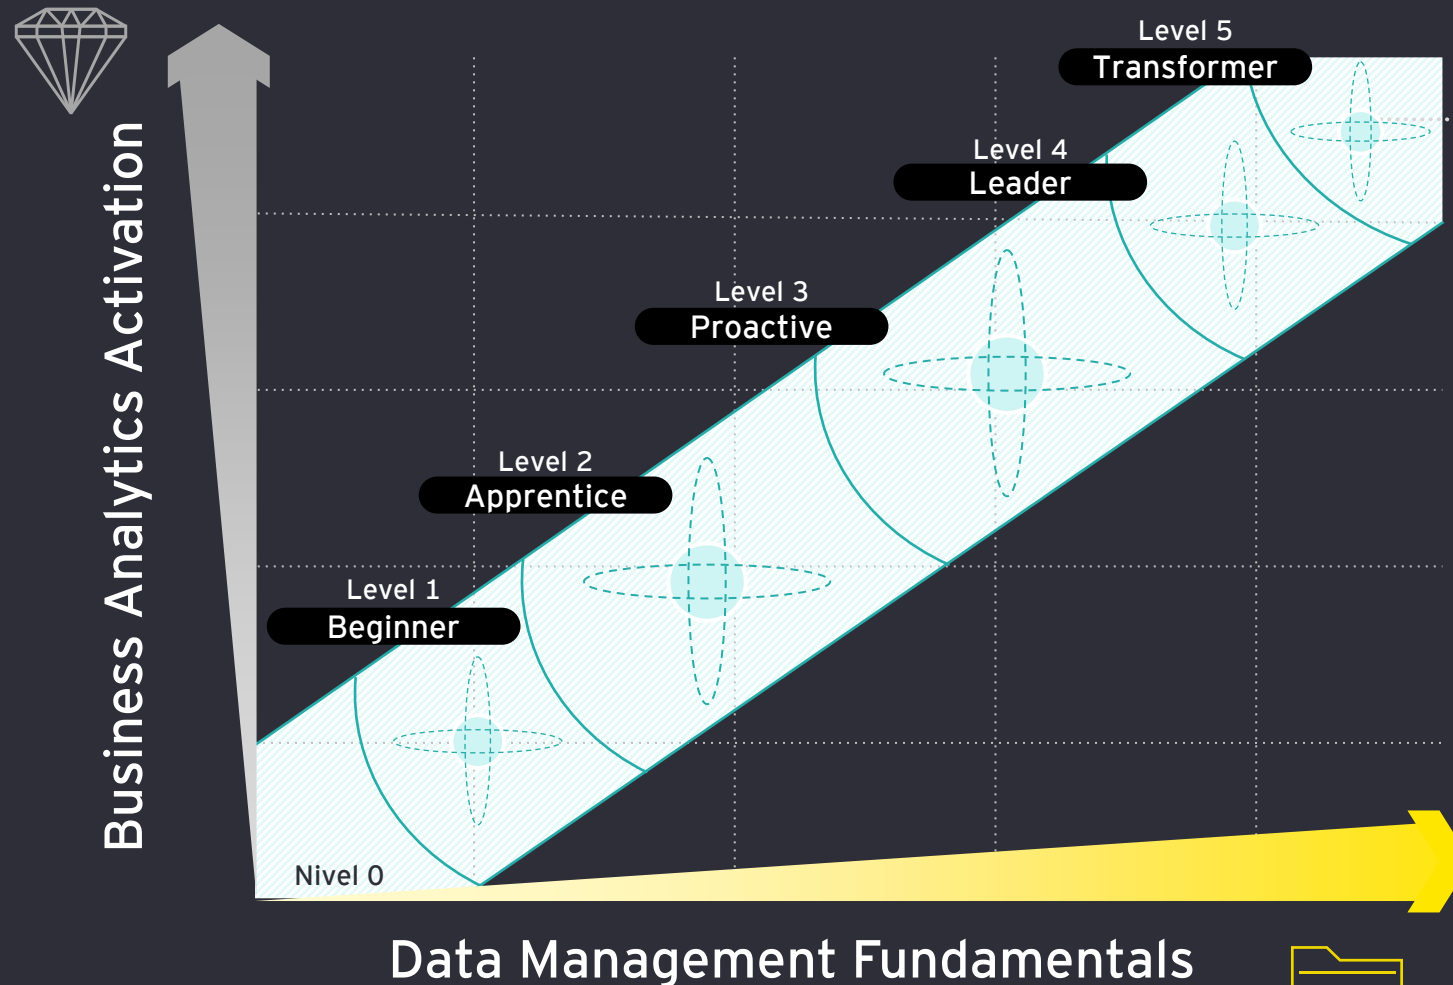 Level 5
Transformer
Level 4
Leader
Level 3
Proactive
Level 2
Apprentice
Level 1
Beginner
Nivel 0
Business Analytics Activation
Data Management Fundamentals